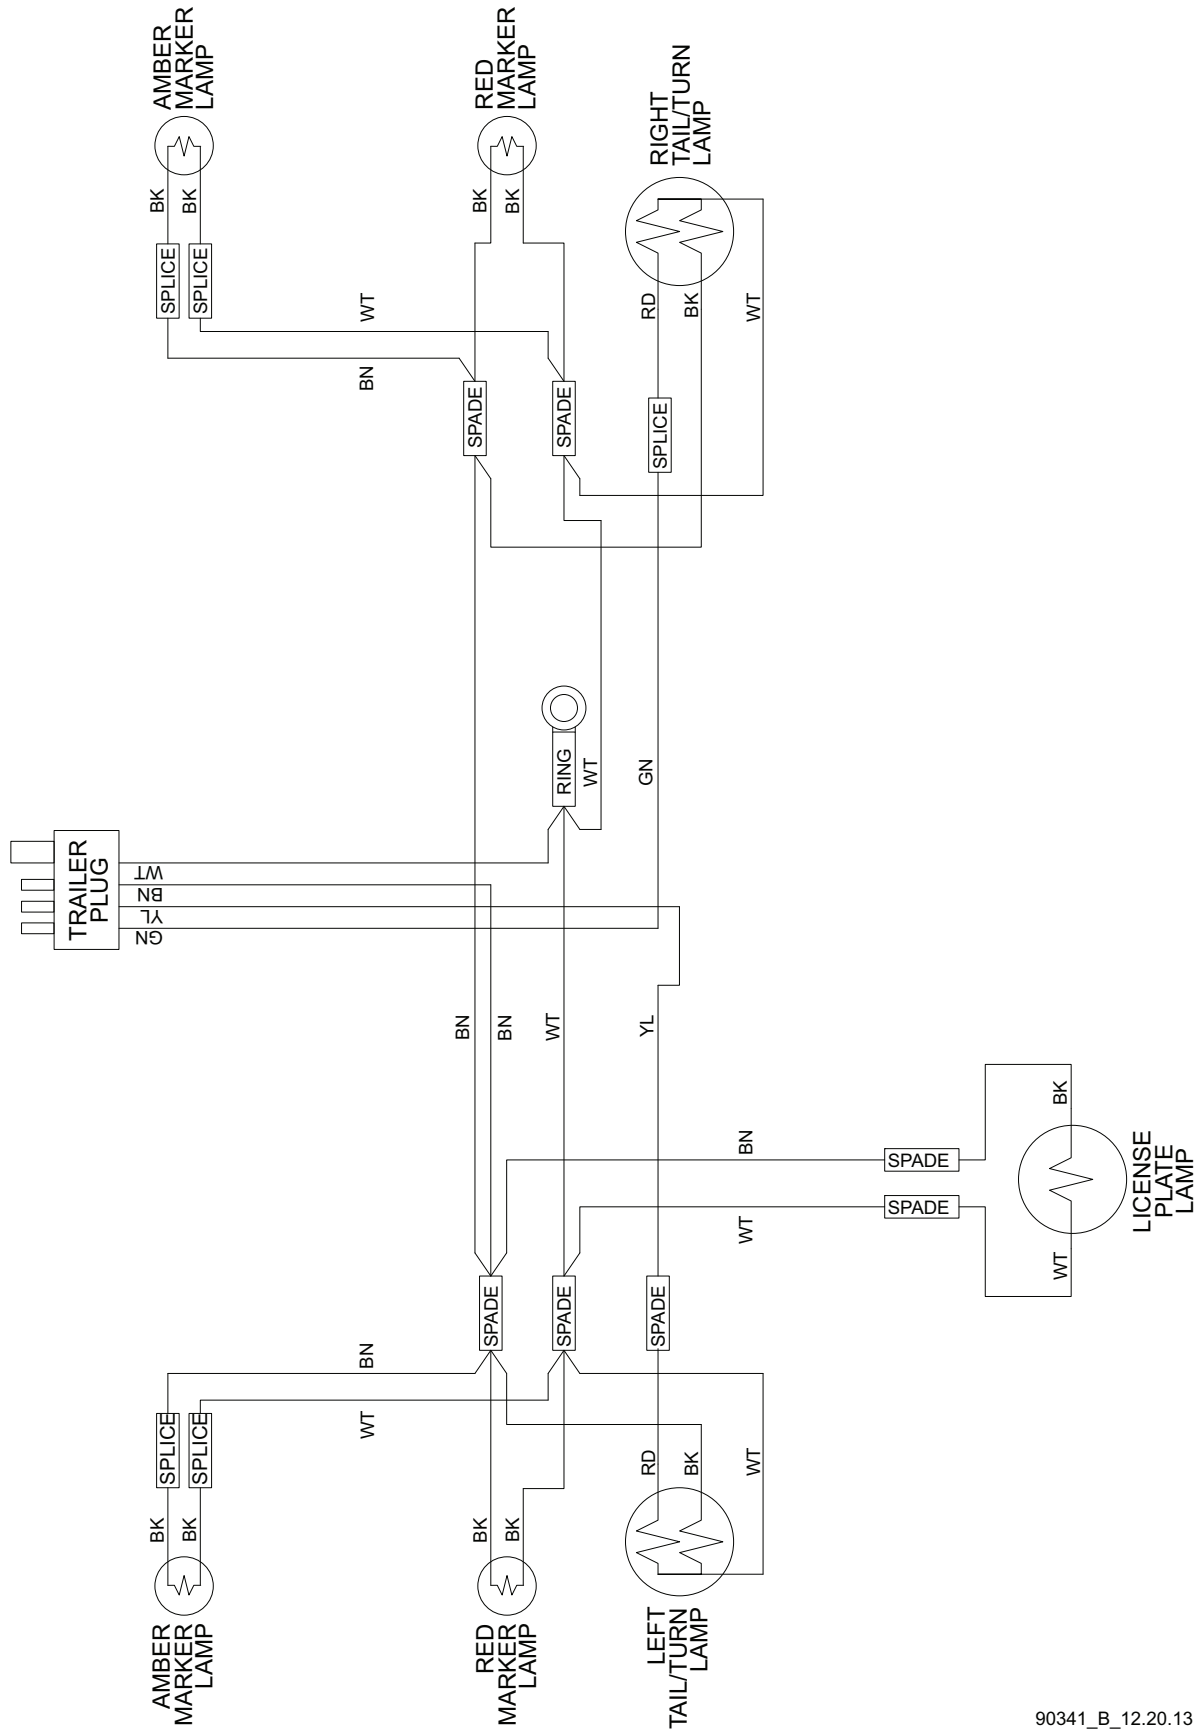 AMBER
MARKER
LAMP
RED
MARKER
LAMP
RIGHT
TAIL/TURN
LAMP
BK
BK
BK
BK
SPLICE
SPLICE
RD
BK
WT
WT
BN
SPADE
SPADE
SPLICE
RING
WT
GN
TRAILER
PLUG
WT
BN
YL
GN
BN
BN
WT
YL
BK
BN
SPADE
LICENSE
PLATE
LAMP
SPADE
WT
WT
SPADE
SPADE
SPADE
BN
WT
SPLICE
SPLICE
RD
BK
WT
BK
BK
BK
BK
AMBER
MARKER
LAMP
RED
MARKER
LAMP
LEFT
TAIL/TURN
LAMP
90341_B_12.20.13